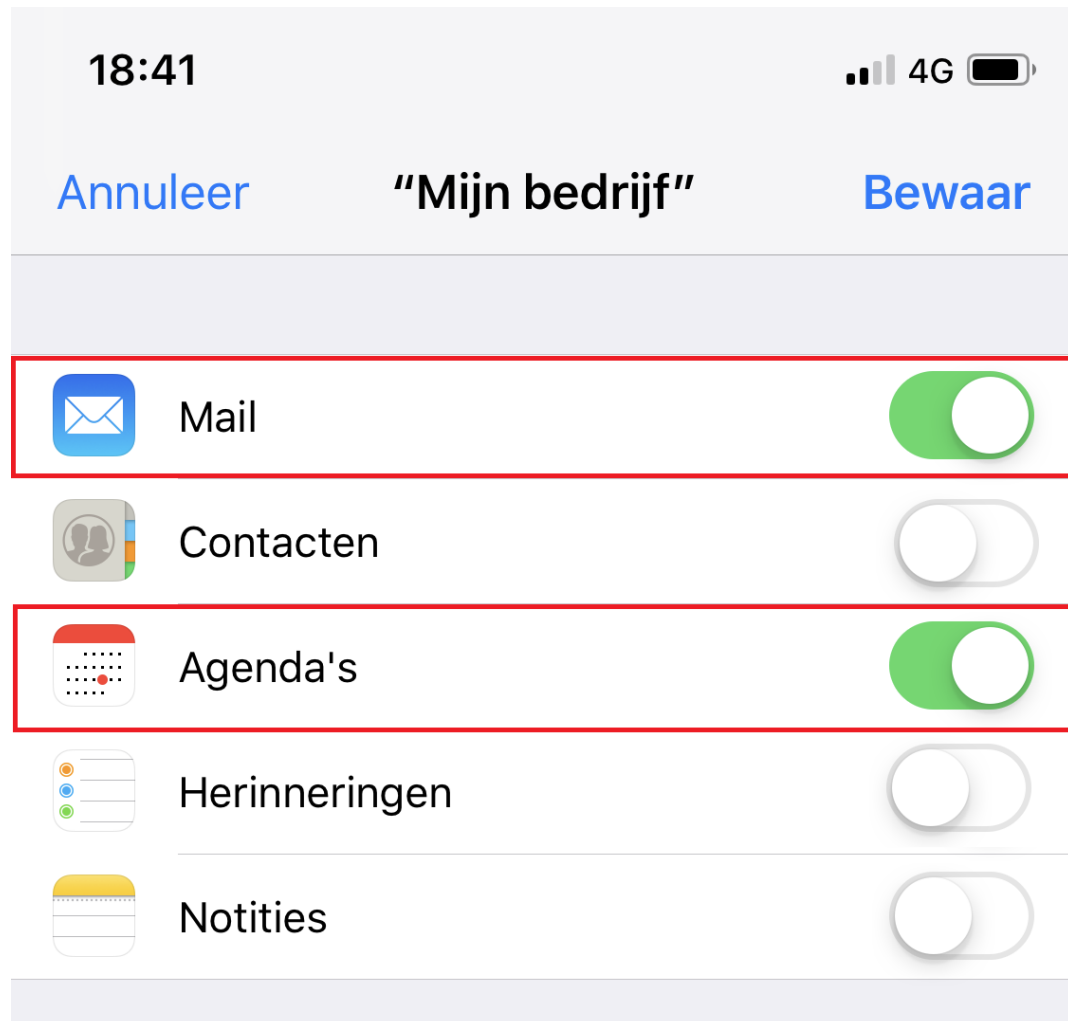 18:41 4G
Annuleer “Mijn bedrijf” Bewaar
Mail
Contacten
Agenda's
Herinneringen
Notities